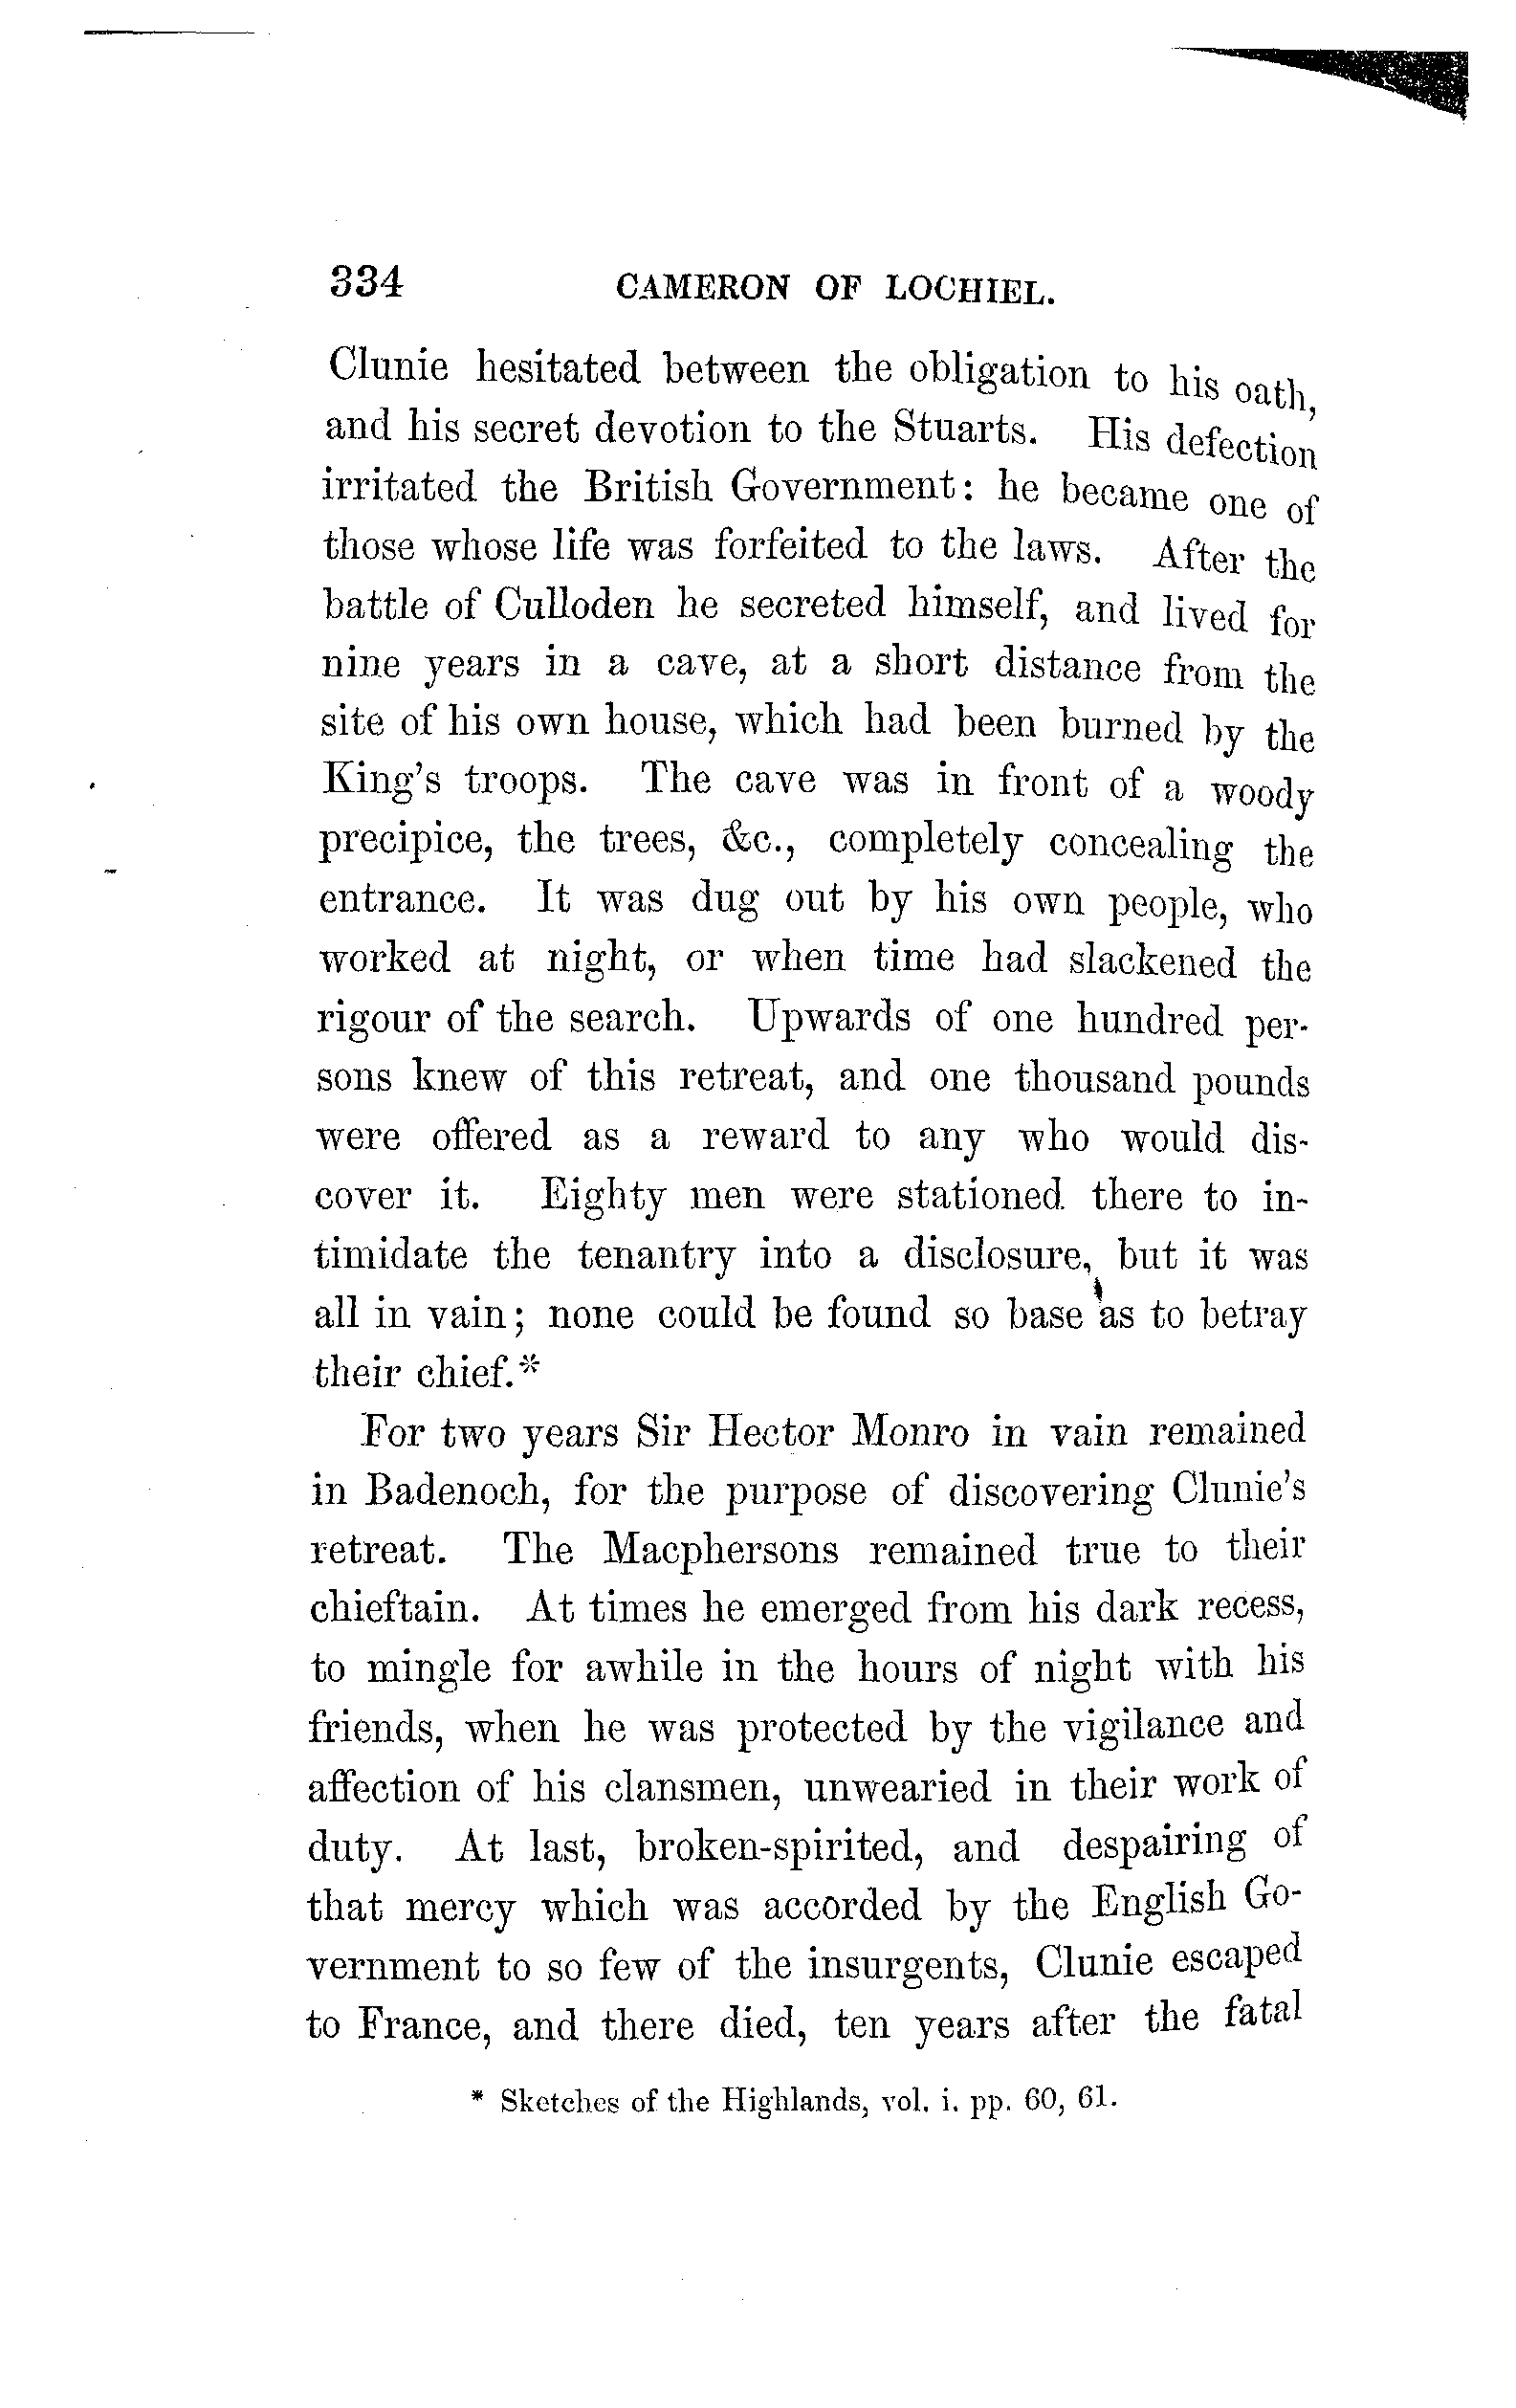 334 CAMERON OF LOCHIEL.
Clunie hesitated between the obligation to his oath,
and his secret devotion to the Stuarts. His defection
irritated the British Government: he became one of
those whose life was forfeited to the laws. After the
battle of Culloden he secreted himself, and lived for
nine years in a cave, at a short distance from the
site of his own house, which had been burned by the
King's troops. The cave was in front of a woody
precipice, the trees, &c., completely concealing the
entrance. It was dug out by his own people, who
worked at night, or when time had slackened the
rigour of the search. Upwards of one hundred per-
sons knew of this retreat, and one thousand pounds
were offered as a reward to any who would dis-
cover it. Eighty men were stationed there to in-
timidate the tenantry into a disclosure, but it was
all in vain; none could be found so base as to betray
their chief.*
For two years Sir Hector Monro in vain remained
in Badenoch, for the purpose of discovering Clunie's
retreat. The Macphersons remained true to their
chieftain. At times he emerged from his dark recess,
to mingle for awhile in the hours of night with his
friends, when he was protected by the vigilance and
affection of his clansmen, unwearied in their work of
duty. At last, broken-spirited, and despairing of
that mercy which was accorded by the English Go-
vernment to so few of the insurgents, Clunie escaped
to France, and there died, ten years after the fatal
* Sketches of the Highlands, vol. i. pp. 60, 61.